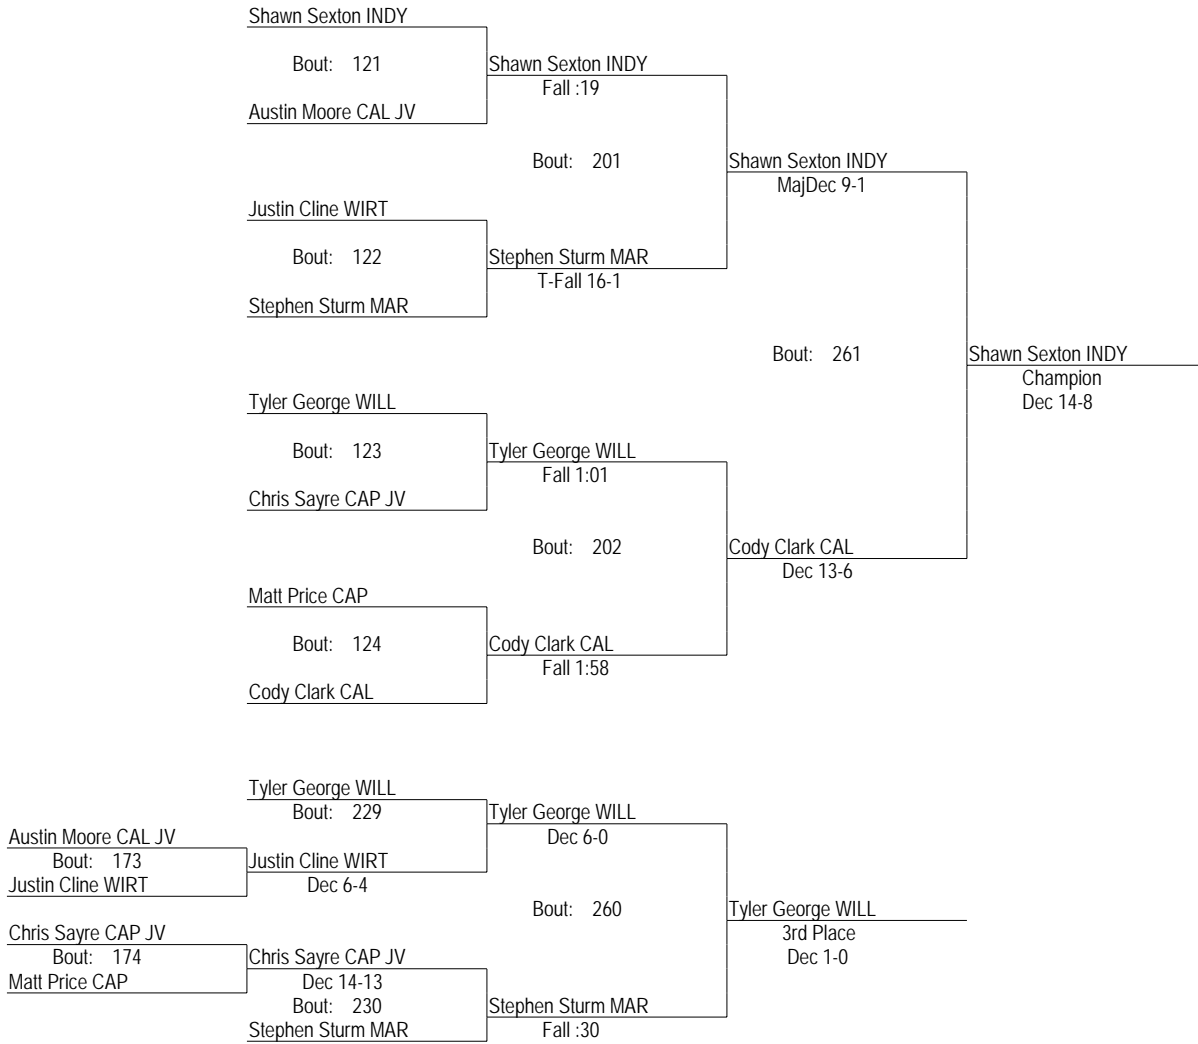 Shawn Sexton INDY
Bout: 121
Shawn Sexton INDY
Fall :19
Austin Moore CAL JV
Bout: 201
Shawn Sexton INDY
MajDec 9-1
Justin Cline WIRT
Bout: 122
Stephen Sturm MAR
T-Fall 16-1
Stephen Sturm MAR
Bout: 261
Shawn Sexton INDY
Champion
Dec 14-8
Tyler George WILL
Bout: 123
Tyler George WILL
Fall 1:01
Chris Sayre CAP JV
Bout: 202
Cody Clark CAL
Dec 13-6
Matt Price CAP
Bout: 124
Cody Clark CAL
Fall 1:58
Cody Clark CAL
Tyler George WILL
Bout: 229
Tyler George WILL
Dec 6-0
Austin Moore CAL JV
Bout: 173
Justin Cline WIRT
Justin Cline WIRT
Dec 6-4
Bout: 260
Tyler George WILL
3rd Place
Dec 1-0
Chris Sayre CAP JV
Bout: 174
Chris Sayre CAP JV
Matt Price CAP
Dec 14-13
Bout: 230
Stephen Sturm MAR
Fall :30
Stephen Sturm MAR